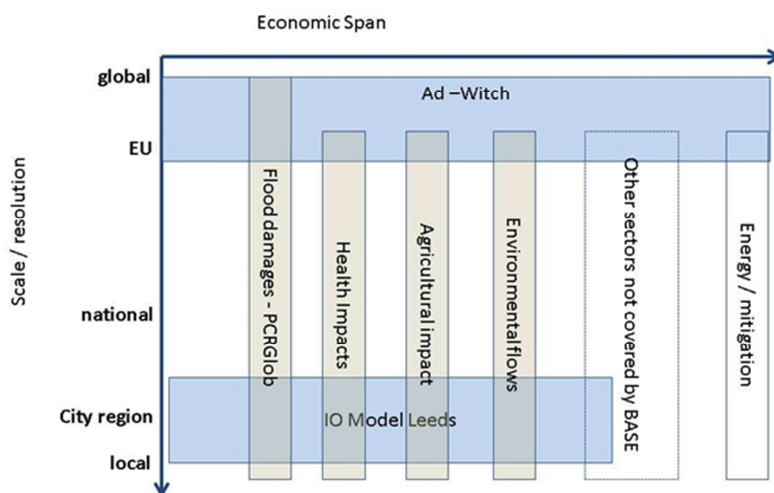 Economic Span
Scale / resolution
global
Ad –Witch
EU
Flood damages - PCRGlob
Health Impacts
Agricultural impact
Environmental flows
Other sectors not covered by BASE
Energy / mitigation
national
City region
IO Model Leeds
local